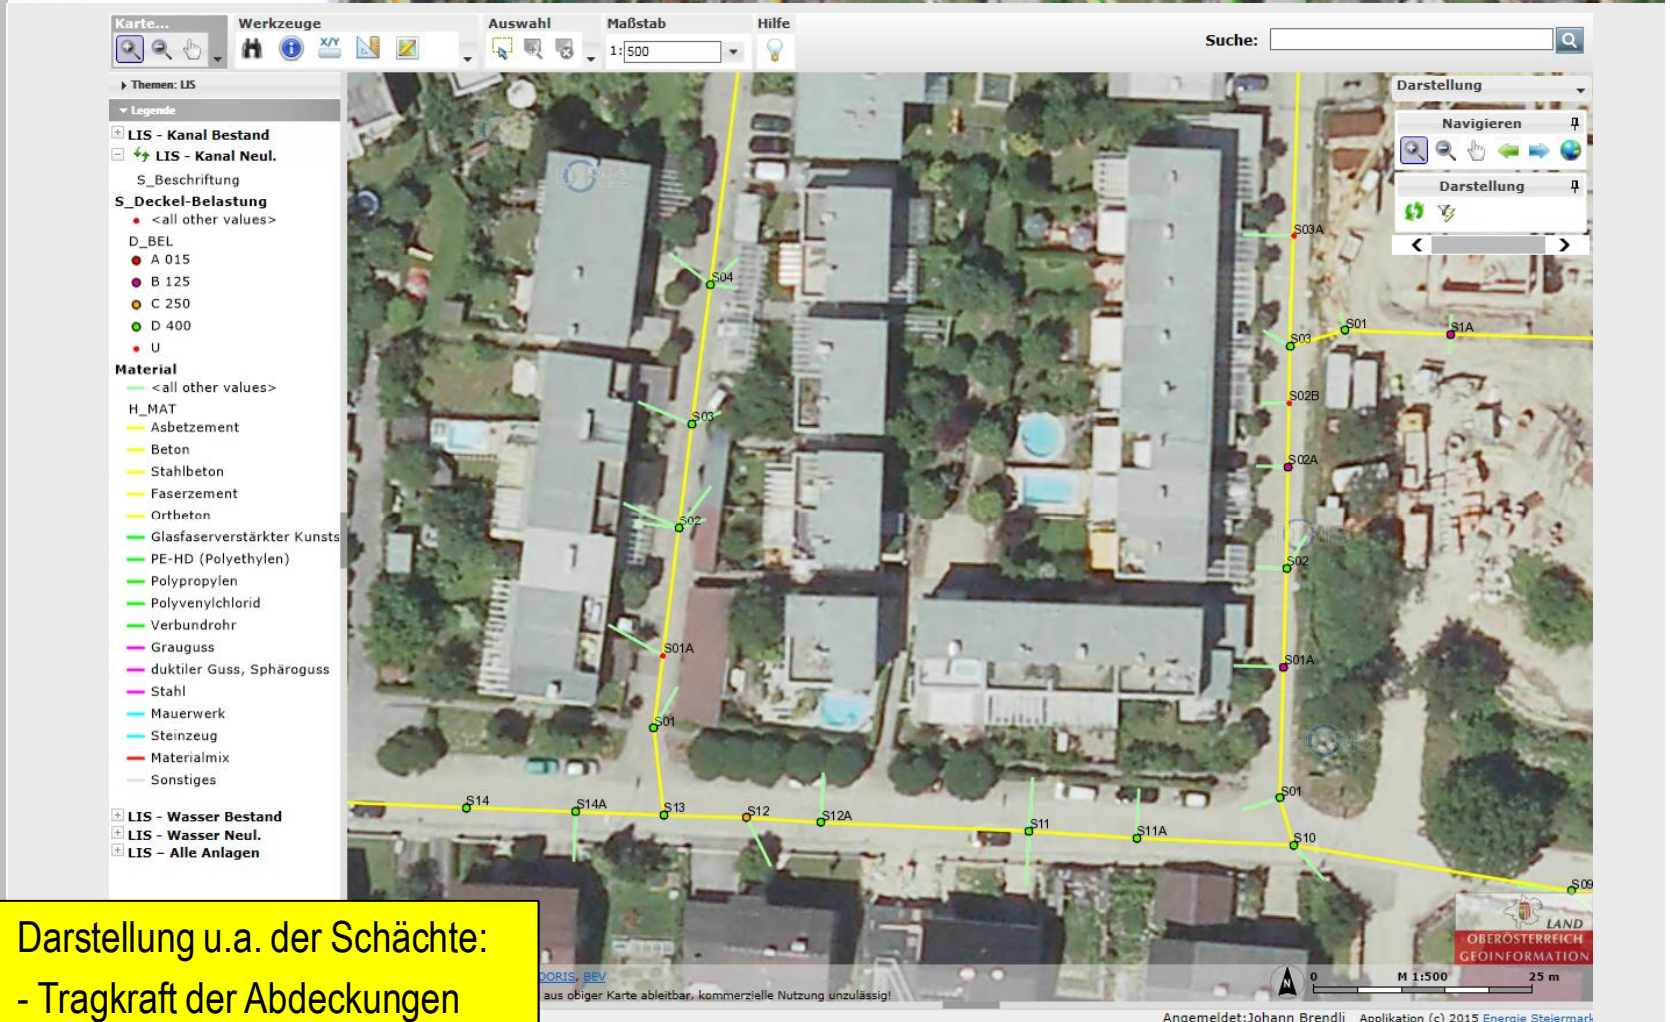 Karte...
Werkzeuge
Auswahl
Maßstab
Hilfe
X/Y
1: 500
Suche:
Themen: LIS
Legende
LIS - Kanal Bestand
LIS - Kanal Neul.
S_Beschriftung
S_Deckel-Belastung
<all other values>
D_BEL
A 015
B 125
C 250
D 400
U
Material
<all other values>
H_MAT
Asbetzement
Beton
Stahlbeton
Faserzement
Ortbeton
Glasfaserverstärkter Kunsts
PE-HD (Polyethylen)
Polypropylen
Polyvenylchlorid
Verbundrohr
Grauguss
duktiler Guss, Sphäroguss
Stahl
Mauerwerk
Steinzeug
Materialmix
Sonstiges
LIS - Wasser Bestand
LIS - Wasser Neul.
LIS - Alle Anlagen
Darstellung
Navigieren
Darstellung
S03A
S04
S01
S1A
S03
S02B
S03
S02A
S02
S02
S01A
S01A
S01
S01
S14
S14A
S13
S12
S12A
S11
S11A
S10
S09
LAND
OBERÖSTERREICH
GEOINFORMATION
0 M 1:500 25 m
N
DORIS, BEV
aus obiger Karte ableitbar, kommerzielle Nutzung unzulässig!
Angemeldet:Johann Brendli Applikation (c) 2015 Energie Steiermark
Darstellung u.a. der Schächte:
- Tragkraft der Abdeckungen